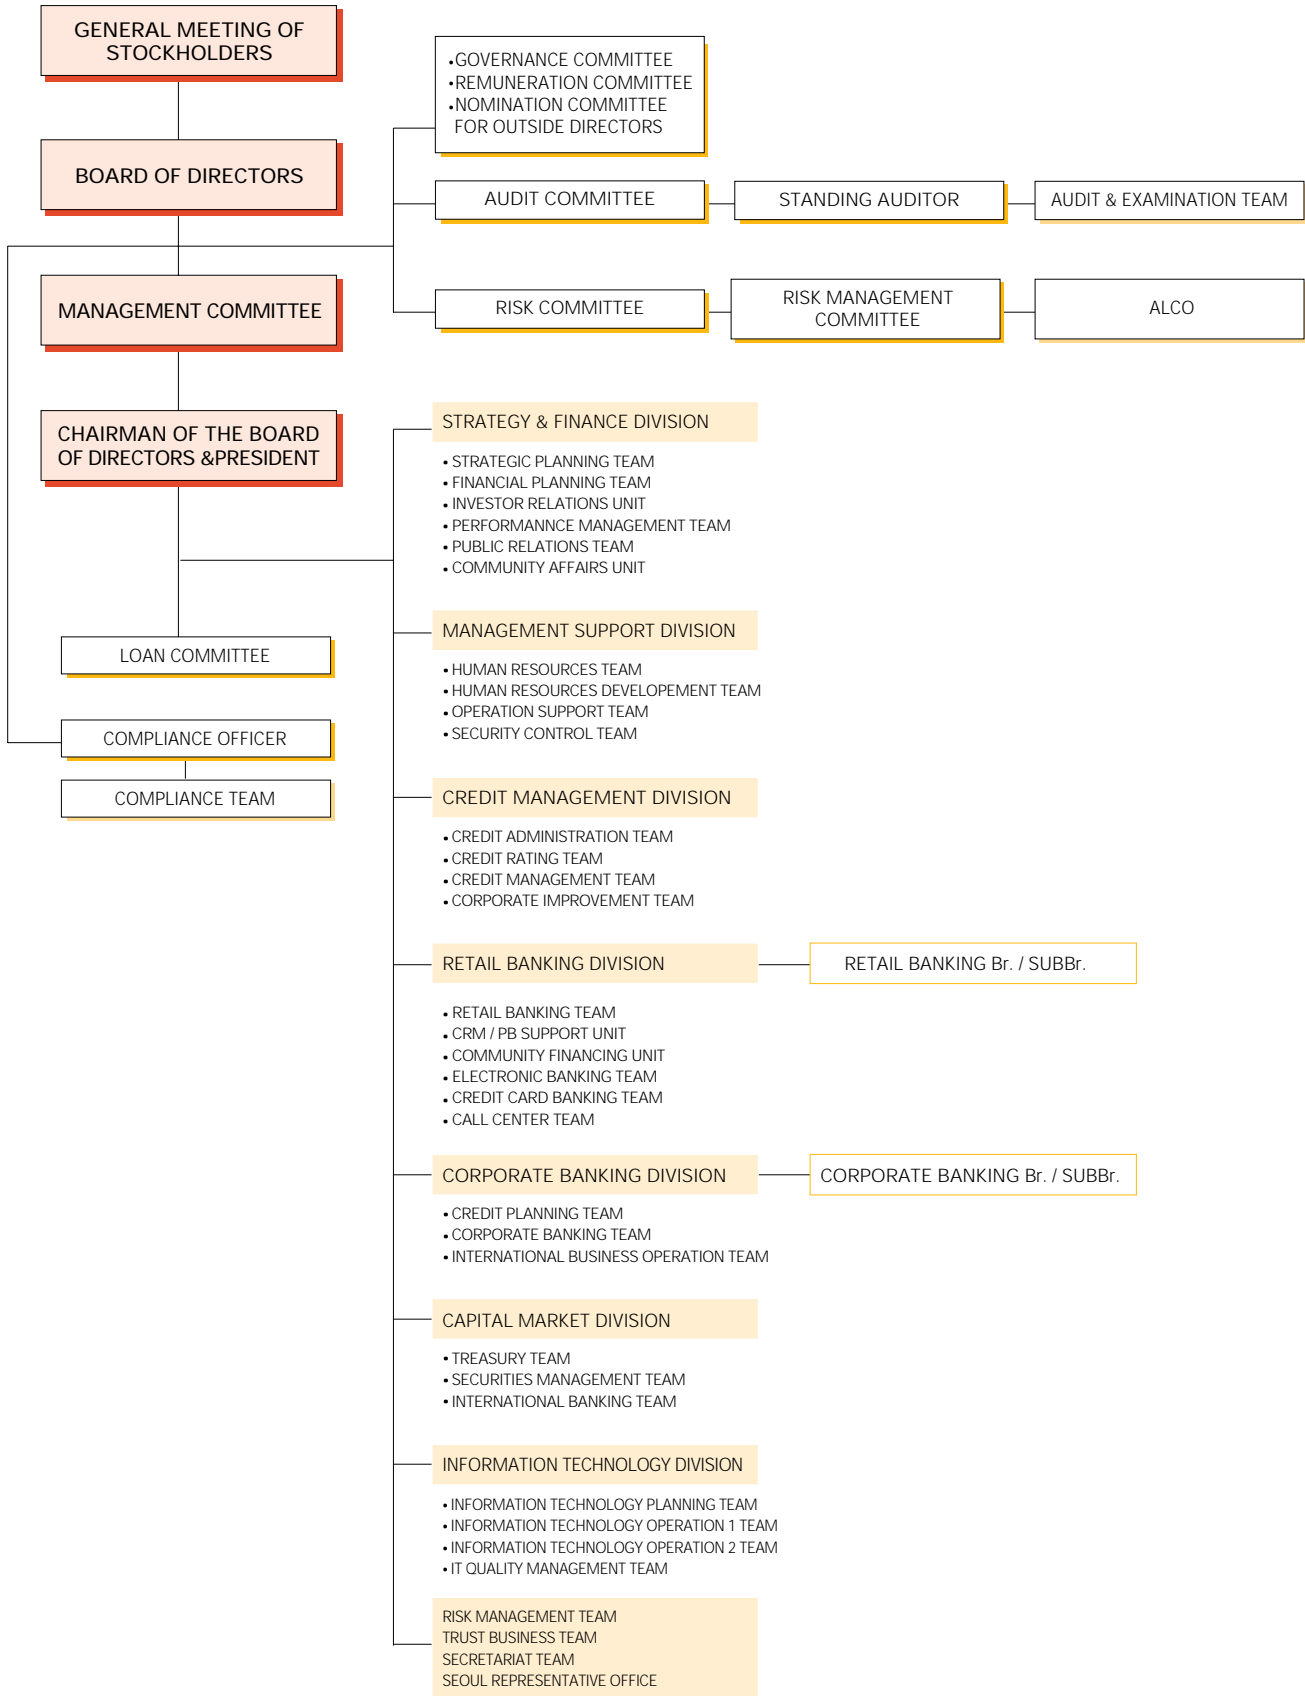 GENERAL MEETING OF
STOCKHOLDERS
BOARD OF DIRECTORS
MANAGEMENT COMMITTEE
CHAIRMAN OF THE BOARD
OF DIRECTORS &PRESIDENT
LOAN COMMITTEE
COMPLIANCE OFFICER
COMPLIANCE TEAM
•GOVERNANCE COMMITTEE
•REMUNERATION COMMITTEE
•NOMINATION COMMITTEE
FOR OUTSIDE DIRECTORS
AUDIT COMMITTEE
STANDING AUDITOR
AUDIT & EXAMINATION TEAM
RISK COMMITTEE
RISK MANAGEMENT
COMMITTEE
ALCO
STRATEGY & FINANCE DIVISION
• STRATEGIC PLANNING TEAM
• FINANCIAL PLANNING TEAM
• INVESTOR RELATIONS UNIT
• PERFORMANNCE MANAGEMENT TEAM
• PUBLIC RELATIONS TEAM
• COMMUNITY AFFAIRS UNIT
MANAGEMENT SUPPORT DIVISION
• HUMAN RESOURCES TEAM
• HUMAN RESOURCES DEVELOPEMENT TEAM
• OPERATION SUPPORT TEAM
• SECURITY CONTROL TEAM
CREDIT MANAGEMENT DIVISION
• CREDIT ADMINISTRATION TEAM
• CREDIT RATING TEAM
• CREDIT MANAGEMENT TEAM
• CORPORATE IMPROVEMENT TEAM
RETAIL BANKING DIVISION
RETAIL BANKING Br. / SUBBr.
• RETAIL BANKING TEAM
• CRM / PB SUPPORT UNIT
• COMMUNITY FINANCING UNIT
• ELECTRONIC BANKING TEAM
• CREDIT CARD BANKING TEAM
• CALL CENTER TEAM
CORPORATE BANKING DIVISION
CORPORATE BANKING Br. / SUBBr.
• CREDIT PLANNING TEAM
• CORPORATE BANKING TEAM
• INTERNATIONAL BUSINESS OPERATION TEAM
CAPITAL MARKET DIVISION
• TREASURY TEAM
• SECURITIES MANAGEMENT TEAM
• INTERNATIONAL BANKING TEAM
INFORMATION TECHNOLOGY DIVISION
• INFORMATION TECHNOLOGY PLANNING TEAM
• INFORMATION TECHNOLOGY OPERATION 1 TEAM
• INFORMATION TECHNOLOGY OPERATION 2 TEAM
• IT QUALITY MANAGEMENT TEAM
RISK MANAGEMENT TEAM
TRUST BUSINESS TEAM
SECRETARIAT TEAM
SEOUL REPRESENTATIVE OFFICE